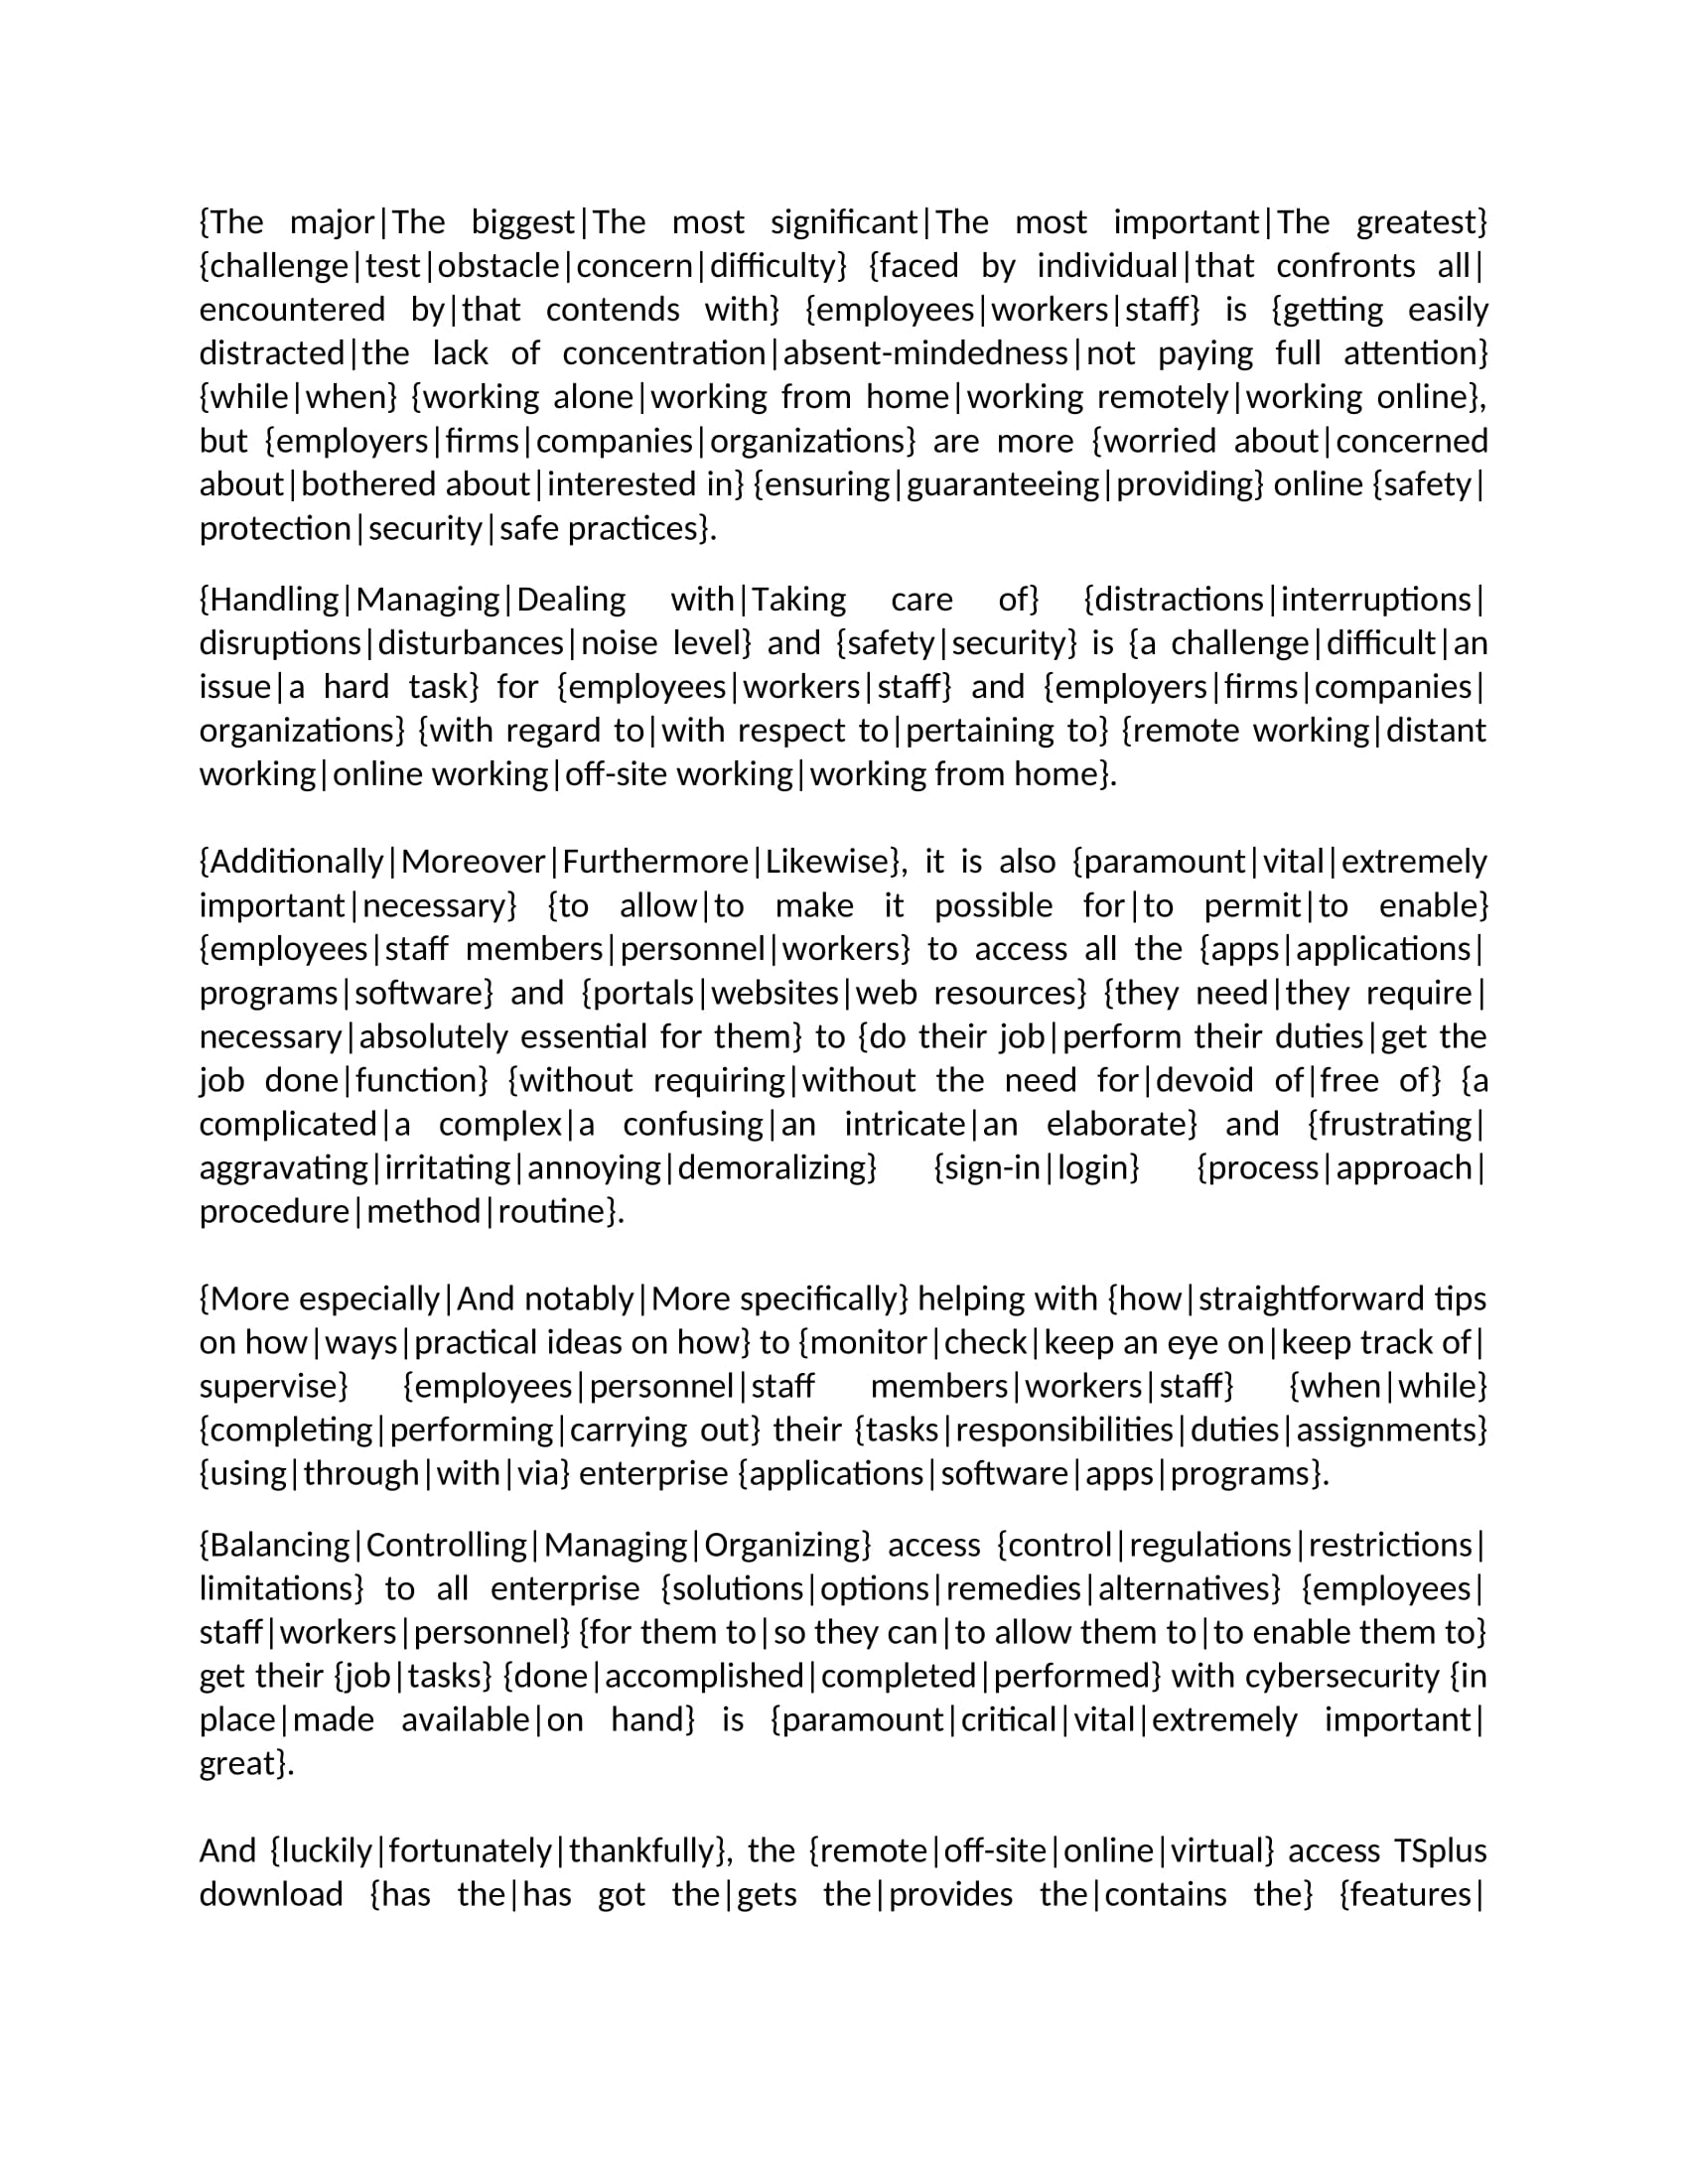 {The major|The biggest|The most significant|The most important|The greatest}
{challenge|test|obstacle|concern|difficulty} {faced by individual|that confronts all|
encountered by|that contends with} {employees|workers|staff} is {getting easily
distracted|the lack of concentration|absent-mindedness|not paying full attention}
{while|when} {working alone|working from home|working remotely|working online},
but {employers|firms|companies|organizations} are more {worried about|concerned
about|bothered about|interested in} {ensuring|guaranteeing|providing} online {safety|
protection|security|safe practices}.
{Handling|Managing|Dealing with|Taking care of} {distractions|interruptions|
disruptions|disturbances|noise level} and {safety|security} is {a challenge|difficult|an
issue|a hard task} for {employees|workers|staff} and {employers|firms|companies|
organizations} {with regard to|with respect to|pertaining to} {remote working|distant
working|online working|off-site working|working from home}.
{Additionally|Moreover|Furthermore|Likewise}, it is also {paramount|vital|extremely
important|necessary} {to allow|to make it possible for|to permit|to enable}
{employees|staff members|personnel|workers} to access all the {apps|applications|
programs|software} and {portals|websites|web resources} {they need|they require|
necessary|absolutely essential for them} to {do their job|perform their duties|get the
job done|function} {without requiring|without the need for|devoid of|free of} {a
complicated|a complex|a confusing|an intricate|an elaborate} and {frustrating|
aggravating|irritating|annoying|demoralizing} {sign-in|login} {process|approach|
procedure|method|routine}.
{More especially|And notably|More specifically} helping with {how|straightforward tips
on how|ways|practical ideas on how} to {monitor|check|keep an eye on|keep track of|
supervise} {employees|personnel|staff members|workers|staff} {when|while}
{completing|performing|carrying out} their {tasks|responsibilities|duties|assignments}
{using|through|with|via} enterprise {applications|software|apps|programs}.
{Balancing|Controlling|Managing|Organizing} access {control|regulations|restrictions|
limitations} to all enterprise {solutions|options|remedies|alternatives} {employees|
staff|workers|personnel} {for them to|so they can|to allow them to|to enable them to}
get their {job|tasks} {done|accomplished|completed|performed} with cybersecurity {in
place|made available|on hand} is {paramount|critical|vital|extremely important|
great}.
And {luckily|fortunately|thankfully}, the {remote|off-site|online|virtual} access TSplus
download {has the|has got the|gets the|provides the|contains the} {features|